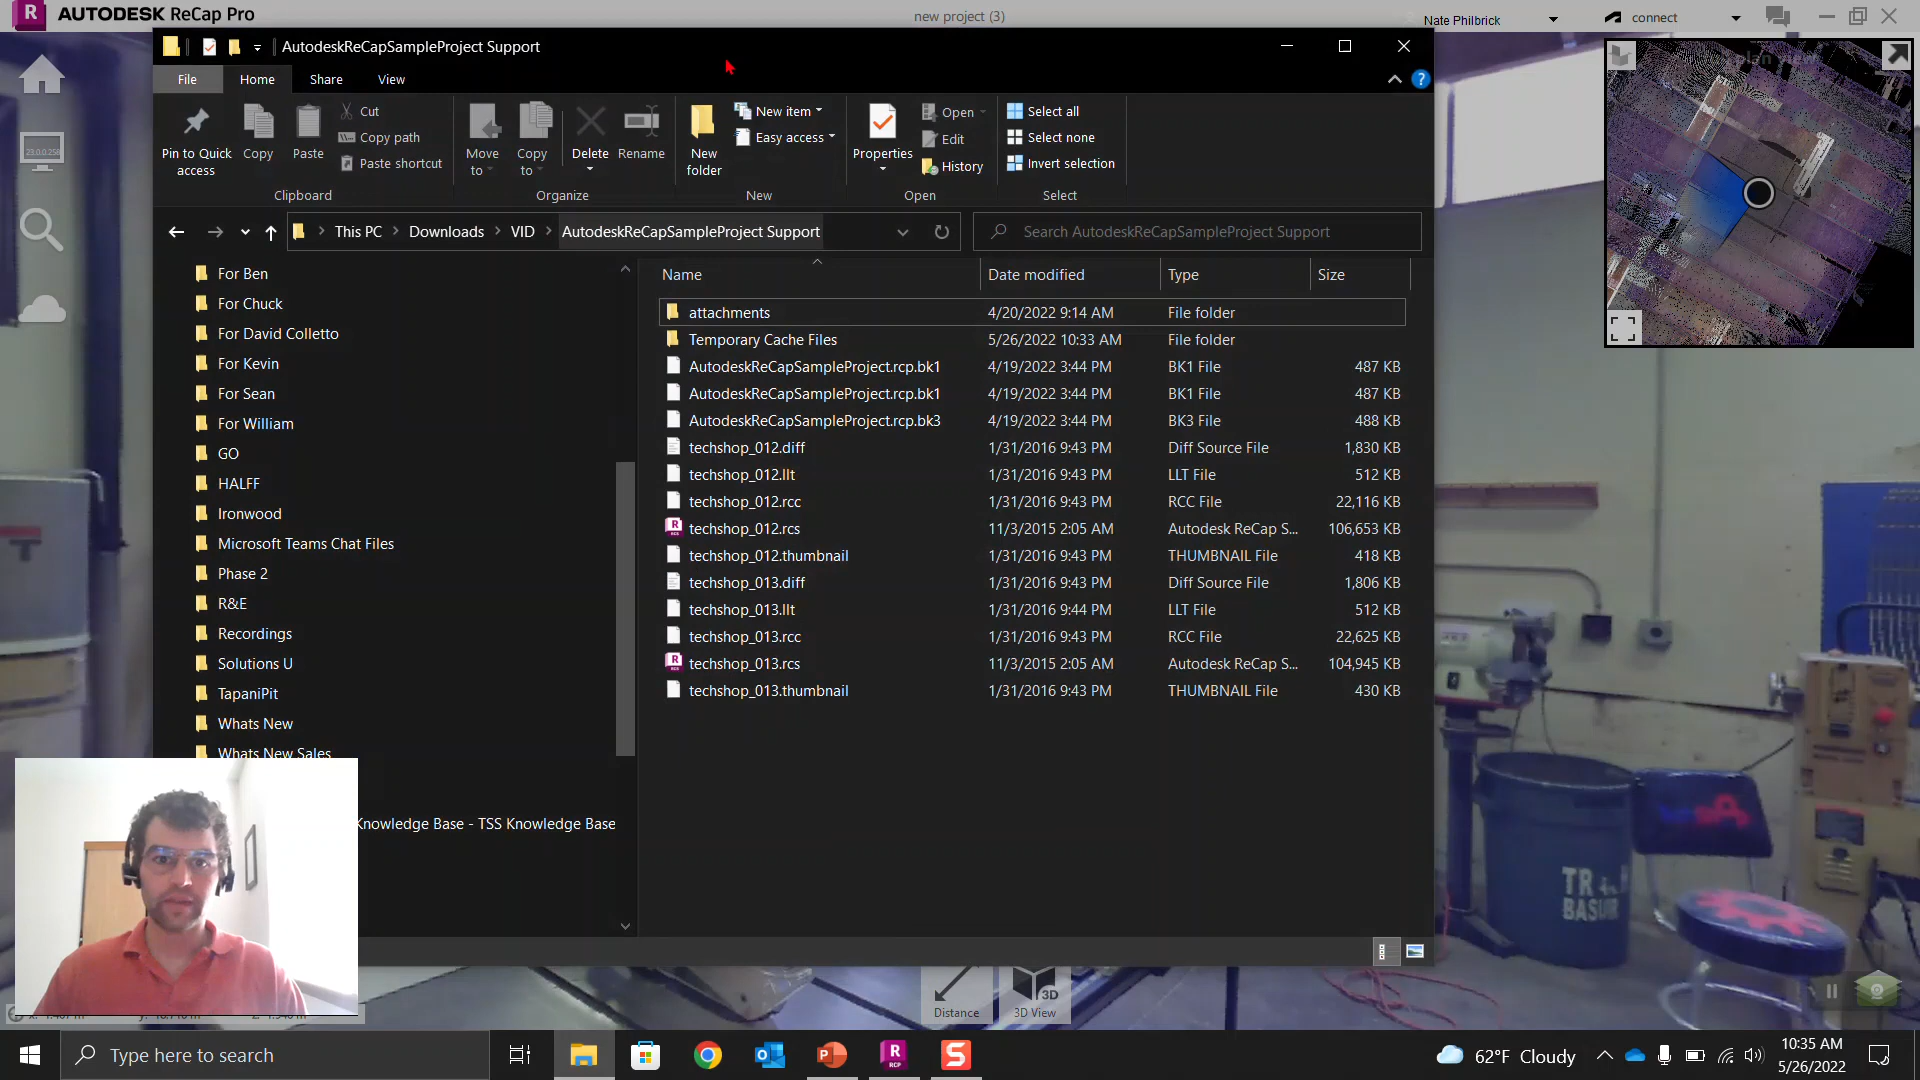 AUTODESK ReCap Pro
new project (3)
Nate Philbrick
connect
AutodeskReCapSampleProject Support
File
Home
Share
View
Pin to Quick access
Copy
Paste
Cut
Copy path
Paste shortcut
Clipboard
Move to
Copy to
Delete
Rename
Organize
New folder
New item
Easy access
New
Properties
Open
Edit
History
Open
Select all
Select none
Invert selection
Select
This PC
Downloads
VID
AutodeskReCapSampleProject Support
Search AutodeskReCapSampleProject Support
For Ben
For Chuck
For David Colletto
For Kevin
For Sean
For William
GO
HALFF
Ironwood
Microsoft Teams Chat Files
Phase 2
R&E
Recordings
Solutions U
TapaniPit
Whats New
Whats New Sales
Knowledge Base - TSS Knowledge Base
Name Date modified Type Size
attachments 4/20/2022 9:14 AM File folder
Temporary Cache Files 5/26/2022 10:33 AM File folder
AutodeskReCapSampleProject.rcp.bk1 4/19/2022 3:44 PM BK1 File 487 KB
AutodeskReCapSampleProject.rcp.bk1 4/19/2022 3:44 PM BK1 File 487 KB
AutodeskReCapSampleProject.rcp.bk3 4/19/2022 3:44 PM BK3 File 488 KB
techshop_012.diff 1/31/2016 9:43 PM Diff Source File 1,830 KB
techshop_012.llt 1/31/2016 9:43 PM LLT File 512 KB
techshop_012.rcc 1/31/2016 9:43 PM RCC File 22,116 KB
techshop_012.rcs 11/3/2015 2:05 AM Autodesk ReCap S... 106,653 KB
techshop_012.thumbnail 1/31/2016 9:43 PM THUMBNAIL File 418 KB
techshop_013.diff 1/31/2016 9:43 PM Diff Source File 1,806 KB
techshop_013.llt 1/31/2016 9:44 PM LLT File 512 KB
techshop_013.rcc 1/31/2016 9:43 PM RCC File 22,625 KB
techshop_013.rcs 11/3/2015 2:05 AM Autodesk ReCap S... 104,945 KB
techshop_013.thumbnail 1/31/2016 9:43 PM THUMBNAIL File 430 KB
Distance
3D
3D View
Type here to search
62°F Cloudy
10:35 AM
5/26/2022